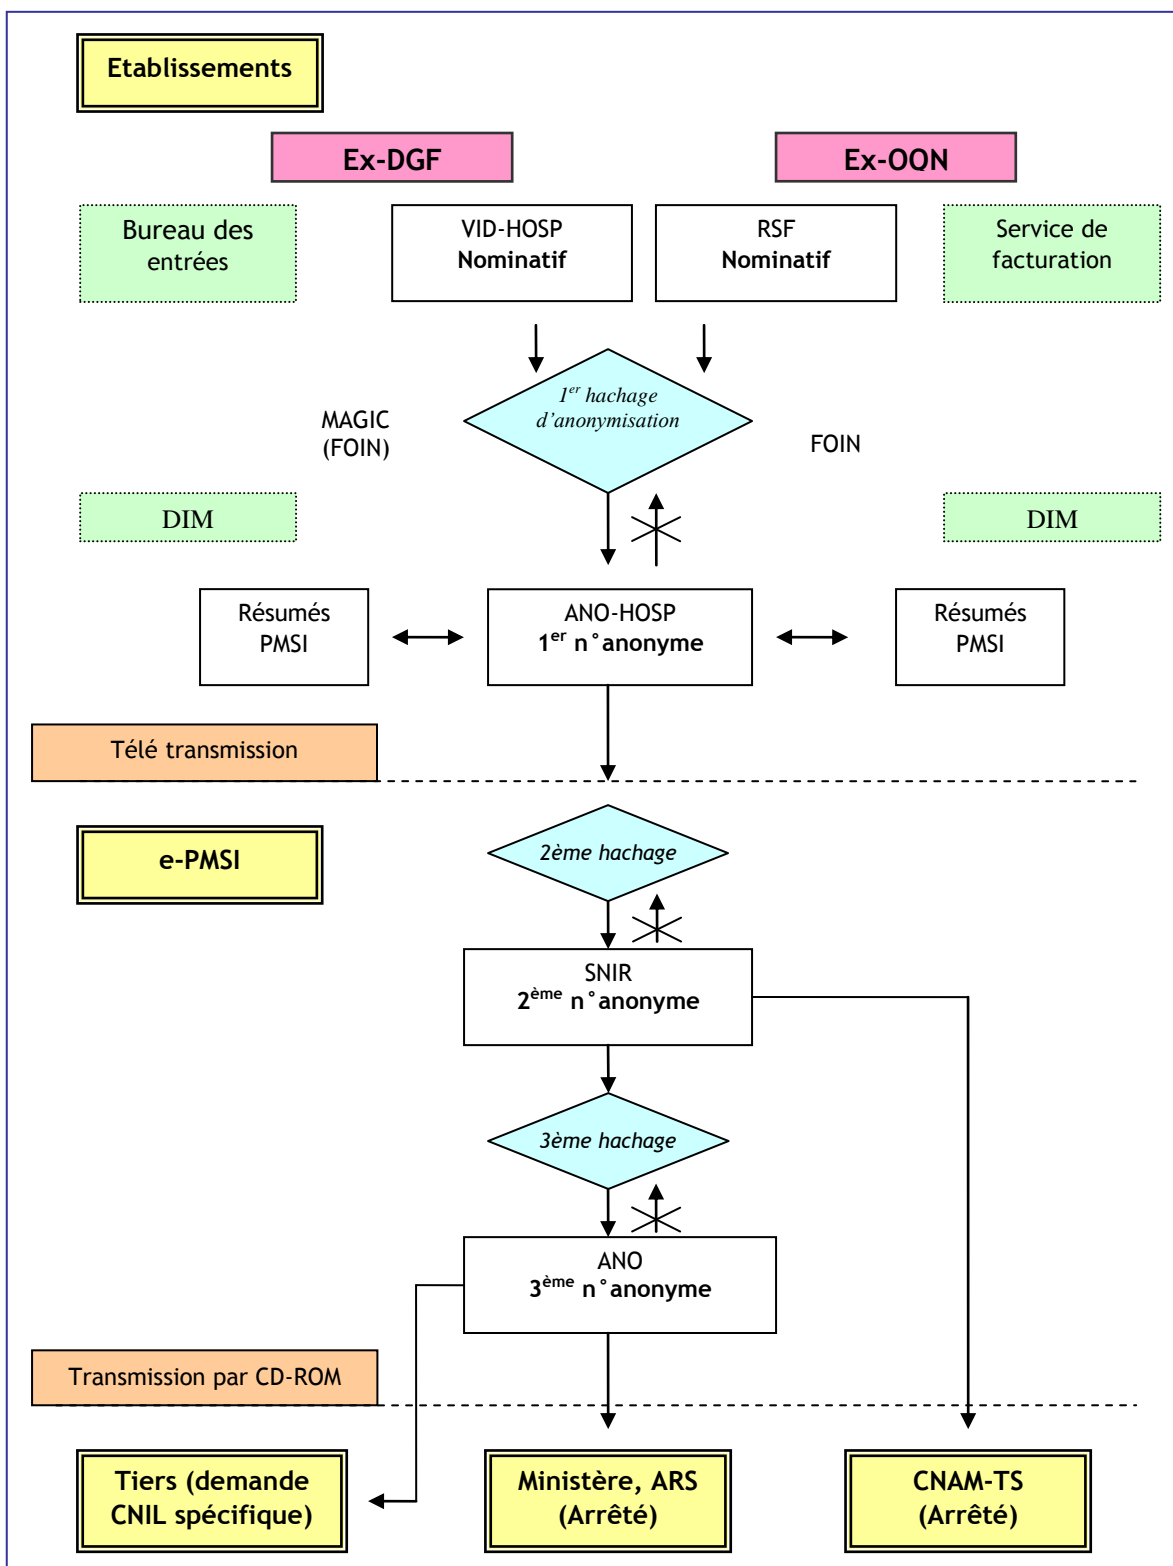 Etablissements
Ex-DGF
Ex-OQN
Bureau des
entrées
VID-HOSP
Nominatif
RSF
Nominatif
Service de
facturation
1er hachage
d'anonymisation
MAGIC
(FOIN)
FOIN
DIM
DIM
Résumés
PMSI
ANO-HOSP
1er n°anonyme
Résumés
PMSI
Télé transmission
e-PMSI
2ème hachage
SNIR
2ème n°anonyme
3ème hachage
ANO
3ème n°anonyme
Transmission par CD-ROM
Tiers (demande
CNIL spécifique)
Ministère, ARS
(Arrêté)
CNAM-TS
(Arrêté)